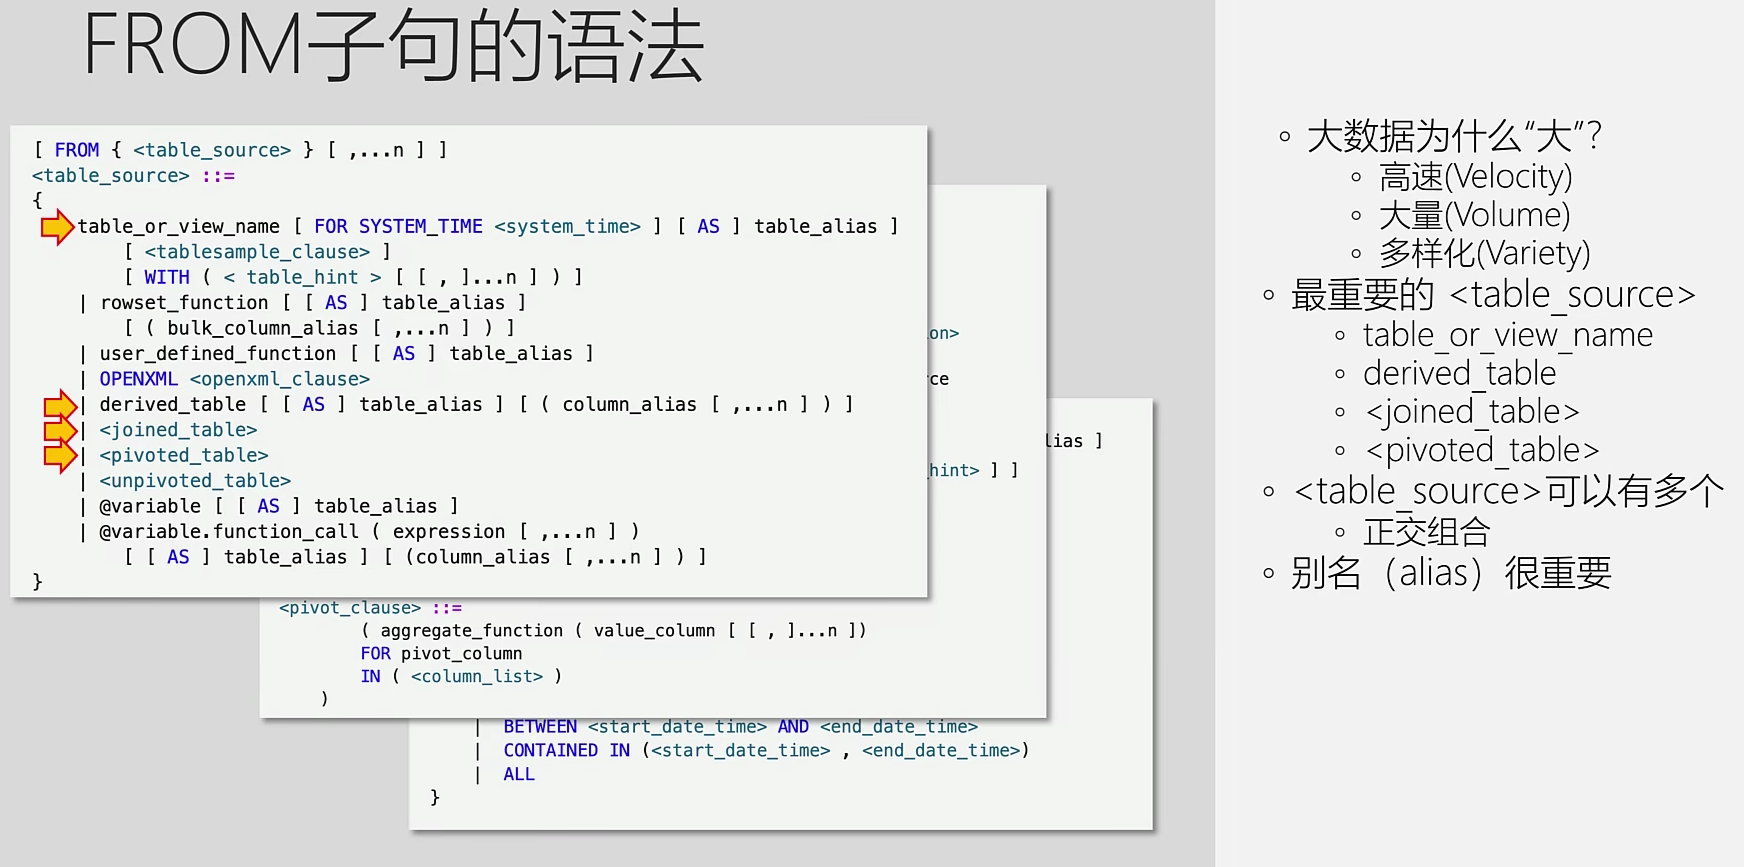 FROM子句的语法
[ FROM { <table_source> } [ ,...n ] ]
<table_source> ::=
{
table_or_view_name [ FOR SYSTEM_TIME <system_time> ] [ AS ] table_alias ]
[ <tablesample_clause> ]
[ WITH ( < table_hint > [ [ , ]...n ] ) ]
| rowset_function [ [ AS ] table_alias ]
[ ( bulk_column_alias [ ,...n ] ) ]
| user_defined_function [ [ AS ] table_alias ]
| OPENXML <openxml_clause>
| derived_table [ [ AS ] table_alias ] [ ( column_alias [ ,...n ] ) ]
| <joined_table>
| <pivoted_table>
| <unpivoted_table>
| @variable [ [ AS ] table_alias ]
| @variable.function_call ( expression [ ,...n ] )
[ [ AS ] table_alias ] [ (column_alias [ ,...n ] ) ]
}
on>
rce
hint> ] ]
<pivot_clause> ::=
( aggregate_function ( value_column [ [ , ]...n ])
FOR pivot_column
IN ( <column_list> )
)
lias ]
| BETWEEN <start_date_time> AND <end_date_time>
| CONTAINED IN (<start_date_time> , <end_date_time>)
| ALL
}
◦ 大数据为什么“大”?
◦ 高速(Velocity)
◦ 大量(Volume)
◦ 多样化(Variety)
◦ 最重要的 <table_source>
◦ table_or_view_name
◦ derived_table
◦ <joined_table>
◦ <pivoted_table>
◦ <table_source>可以有多个
◦ 正交组合
◦ 别名（alias）很重要